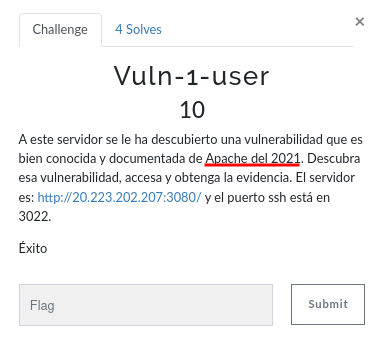 Challenge
4 Solves
×
Vuln-1-user
10
A este servidor se le ha descubierto una vulnerabilidad que es
bien conocida y documentada de Apache del 2021. Descubra
esa vulnerabilidad, accesa y obtenga la evidencia. El servidor
es: http://20.223.202.207:3080/ y el puerto ssh está en
3022.
Éxito
Flag
Submit